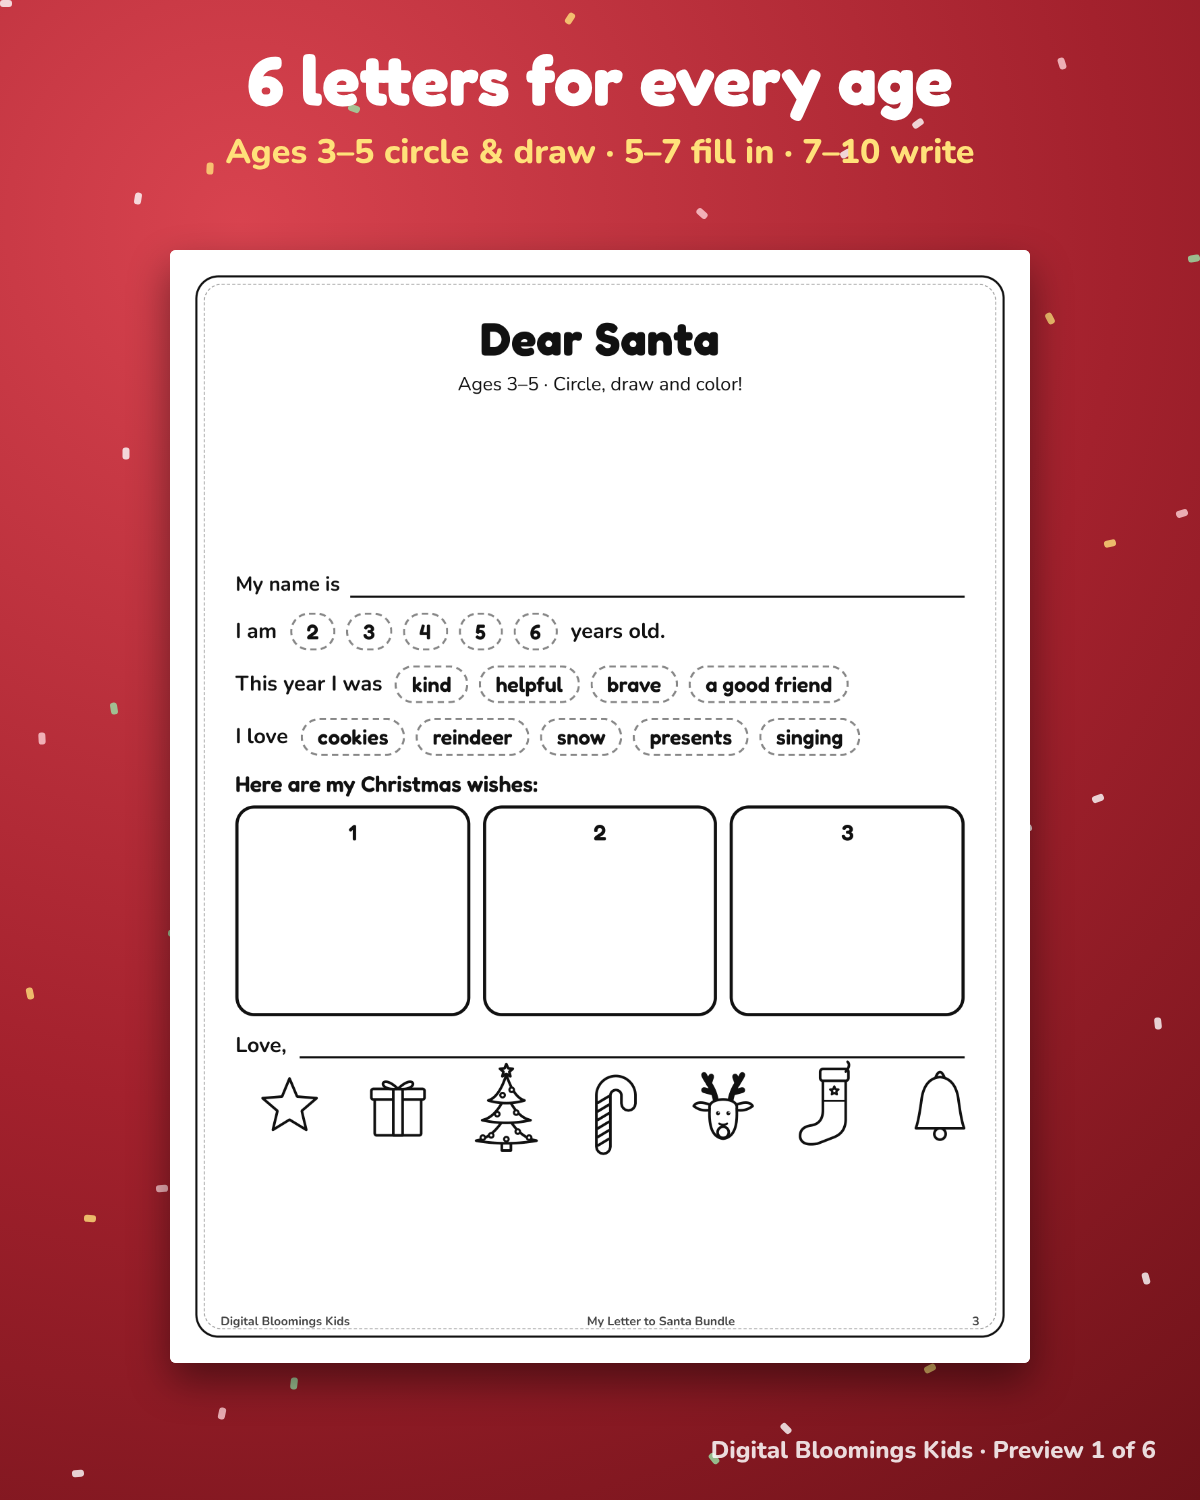 6 letters for every age
Ages 3–5 circle & draw · 5–7 fill in · 7–10 write
Dear Santa
Ages 3–5 · Circle, draw and color!
My name is
I am 2 3 4 5 6 years old.
This year I was kind helpful brave a good friend
I love cookies reindeer snow presents singing
Here are my Christmas wishes:
1 2 3
Love,
Digital Bloomings Kids My Letter to Santa Bundle 3
Digital Bloomings Kids · Preview 1 of 6